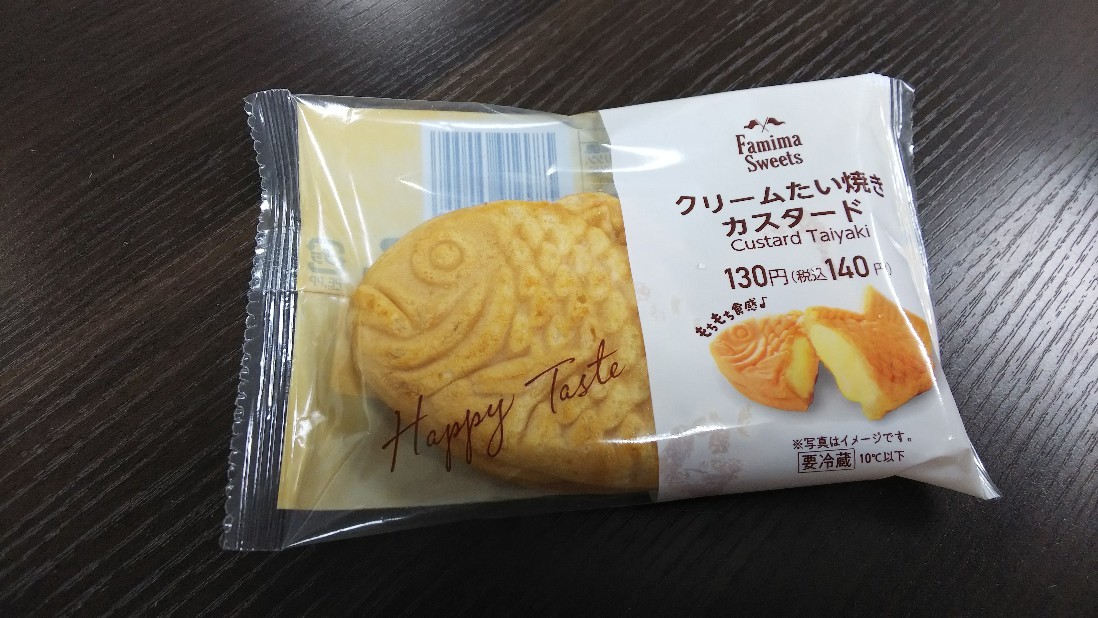 Famima
Sweets
クリームたい焼き
カスタード
Custard Taiyaki
130円(税込140円)
もちもち食感♪
Happy Taste
※写真はイメージです。
要冷蔵 10℃以下